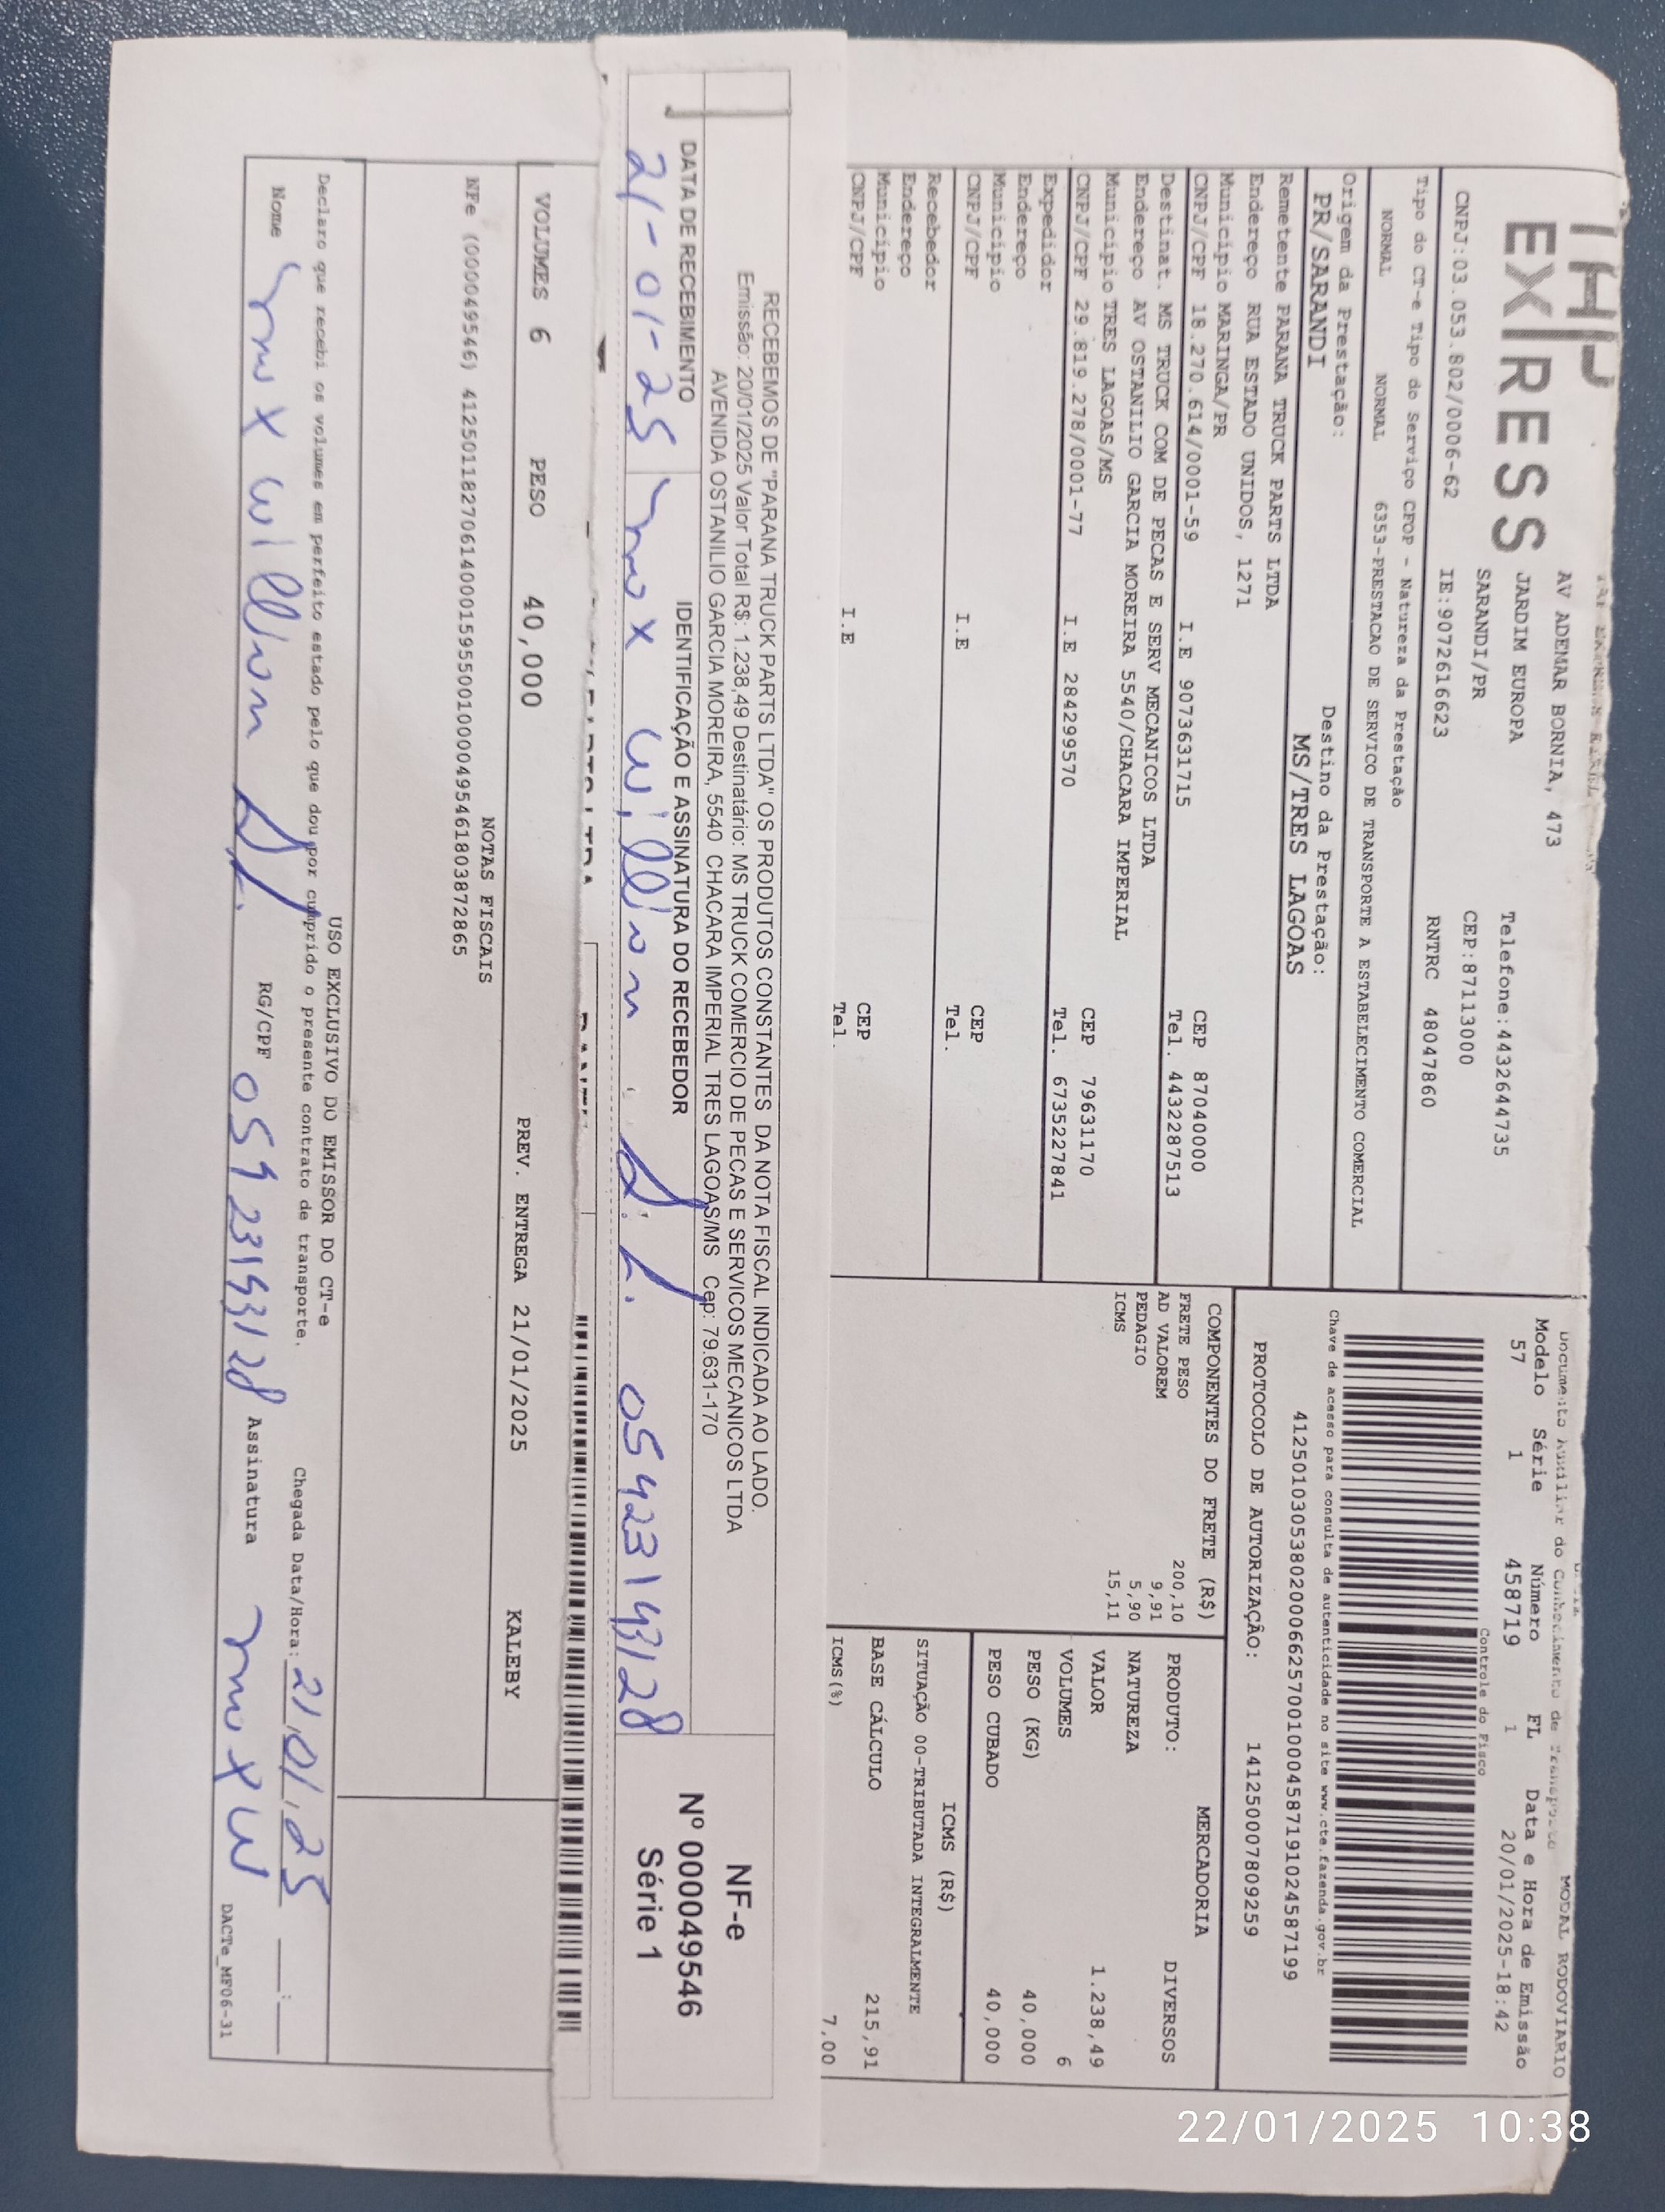 THP
EXPRESS
AV ADEMAR BORNIA, 473
JARDIM EUROPA
SARANDI/PR
Telefone:4432644735
CEP:87113000
CNPJ:03.053.802/0006-62 IE:9072616623 RNTRC 48047860
Documento Auxiliar do Conhecimento de Transporte MODAL RODOVIARIO
Modelo Série Número FL Data e Hora de Emissão
57 1 458719 1 20/01/2025-18:42
Controle do Fisco
Chave de acesso para consulta de autenticidade no site www.cte.fazenda.gov.br
41250103053802000662570010004587191024587199
PROTOCOLO DE AUTORIZAÇÃO: 141250007809259
Tipo do CT-e Tipo do Serviço CFOP - Natureza da Prestação
NORMAL NORMAL 6353-PRESTACAO DE SERVICO DE TRANSPORTE A ESTABELECIMENTO COMERCIAL
Origem da Prestação: Destino da Prestação:
PR/SARANDI MS/TRES LAGOAS
Remetente PARANA TRUCK PARTS LTDA
Endereço RUA ESTADO UNIDOS, 1271
Município MARINGA/PR CEP 87040000
CNPJ/CPF 18.270.614/0001-59 I.E 9073631715 Tel. 4432287513
Destinat. MS TRUCK COM DE PECAS E SERV MECANICOS LTDA
Endereço AV OSTANILIO GARCIA MOREIRA 5540/CHACARA IMPERIAL
Município TRES LAGOAS/MS CEP 79631170
CNPJ/CPF 29.819.278/0001-77 I.E 284299570 Tel. 6735227841
Expedidor
Endereço
Município CEP
CNPJ/CPF I.E Tel.
Recebedor
Endereço
Município CEP
CNPJ/CPF I.E Tel.
COMPONENTES DO FRETE (R$)
FRETE PESO 200,10
AD VALOREM 9,91
PEDAGIO 5,90
ICMS 15,11
MERCADORIA
PRODUTO: DIVERSOS
NATUREZA
VALOR 1.238,49
VOLUMES 6
PESO (KG) 40,000
PESO CUBADO 40,000
ICMS (R$)
SITUAÇÃO 00-TRIBUTADA INTEGRALMENTE
BASE CÁLCULO 215,91
ICMS(%) 7,00
RECEBEMOS DE "PARANA TRUCK PARTS LTDA" OS PRODUTOS CONSTANTES DA NOTA FISCAL INDICADA AO LADO.
Emissão: 20/01/2025 Valor Total R$: 1.238,49 Destinatário: MS TRUCK COMERCIO DE PECAS E SERVICOS MECANICOS LTDA
AVENIDA OSTANILIO GARCIA MOREIRA, 5540 CHACARA IMPERIAL TRES LAGOAS/MS Cep: 79.631-170
DATA DE RECEBIMENTO IDENTIFICAÇÃO E ASSINATURA DO RECEBEDOR
21-01-25 max willian 05923193128
NF-e
Nº 000049546
Série 1
VOLUMES 6 PESO 40,000 PREV. ENTREGA 21/01/2025 KALEBY
NOTAS FISCAIS
NFe (000049546) 41250118270614000159550010000495461803872865
USO EXCLUSIVO DO EMISSOR DO CT-e
Declaro que recebi os volumes em perfeito estado pelo que dou por cumprido o presente contrato de transporte.
Chegada Data/Hora: 21/01/25 __:__
Nome max willian RG/CPF 05923193128 Assinatura max W
DACTe_MF06-31
22/01/2025 10:38